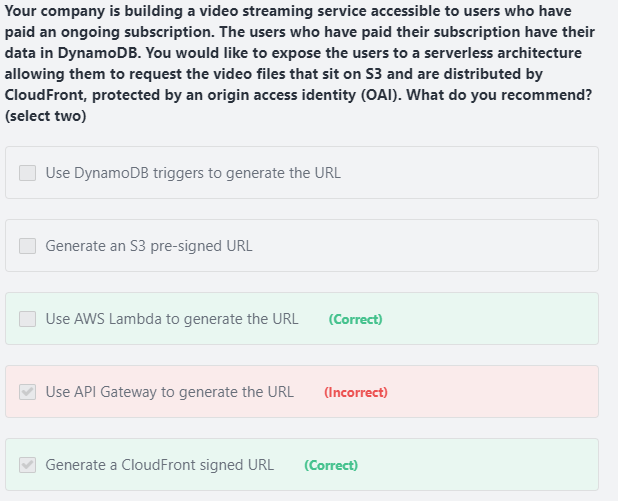 Your company is building a video streaming service accessible to users who have
paid an ongoing subscription. The users who have paid their subscription have their
data in DynamoDB. You would like to expose the users to a serverless architecture
allowing them to request the video files that sit on S3 and are distributed by
CloudFront, protected by an origin access identity (OAI). What do you recommend?
(select two)
Use DynamoDB triggers to generate the URL
Generate an S3 pre-signed URL
Use AWS Lambda to generate the URL (Correct)
Use API Gateway to generate the URL (Incorrect)
Generate a CloudFront signed URL (Correct)